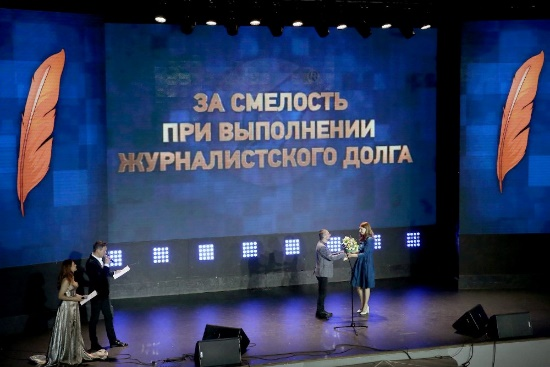 ЗА СМЕЛОСТЬ
ПРИ ВЫПОЛНЕНИИ
ЖУРНАЛИСТСКОГО ДОЛГА